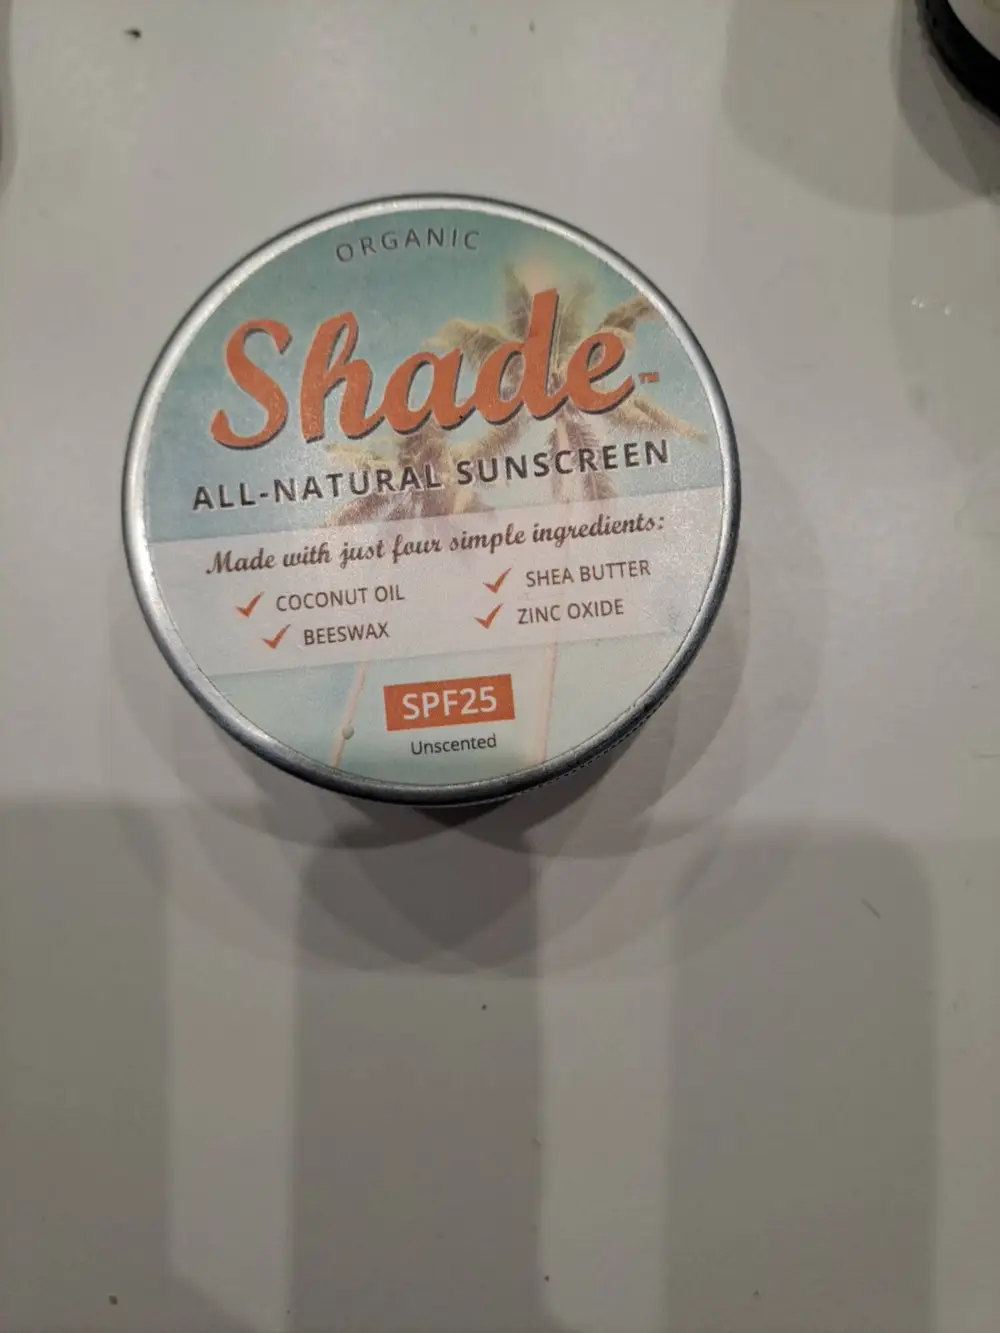 ORGANIC
Shade™
ALL-NATURAL SUNSCREEN
Made with just four simple ingredients:
COCONUT OIL SHEA BUTTER
BEESWAX ZINC OXIDE
SPF25
Unscented